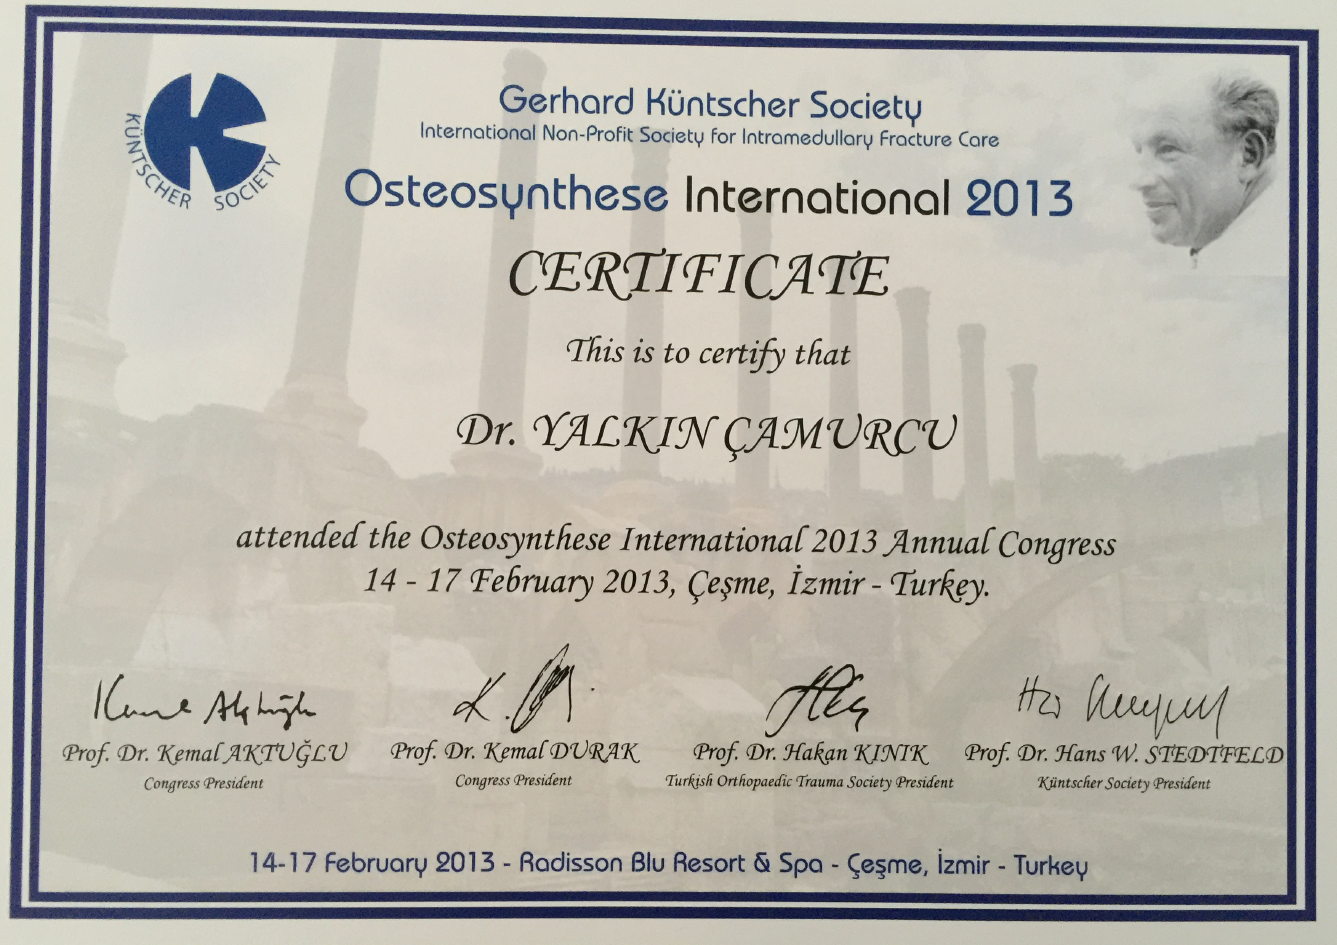 KÜNTSCHER SOCIETY
Gerhard Küntscher Society
International Non-Profit Society for Intramedullary Fracture Care
Osteosynthese International 2013
CERTIFICATE
This is to certify that
Dr. YALKIN ÇAMURCU
attended the Osteosynthese International 2013 Annual Congress
14 - 17 February 2013, Çeşme, İzmir - Turkey.
Prof. Dr. Kemal AKTUĞLU
Congress President
Prof. Dr. Kemal DURAK
Congress President
Prof. Dr. Hakan KINIK
Turkish Orthopaedic Trauma Society President
Prof. Dr. Hans W. STEDTFELD
Küntscher Society President
14-17 February 2013 - Radisson Blu Resort & Spa - Çeşme, İzmir - Turkey